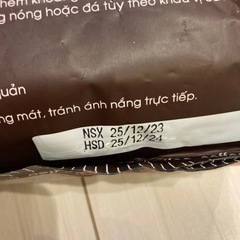 nóng hoặc đá tùy theo khẩu vị
quản
mát, tránh ánh nắng trực tiếp.
NSX 25/12/23
HSD 25/12/24